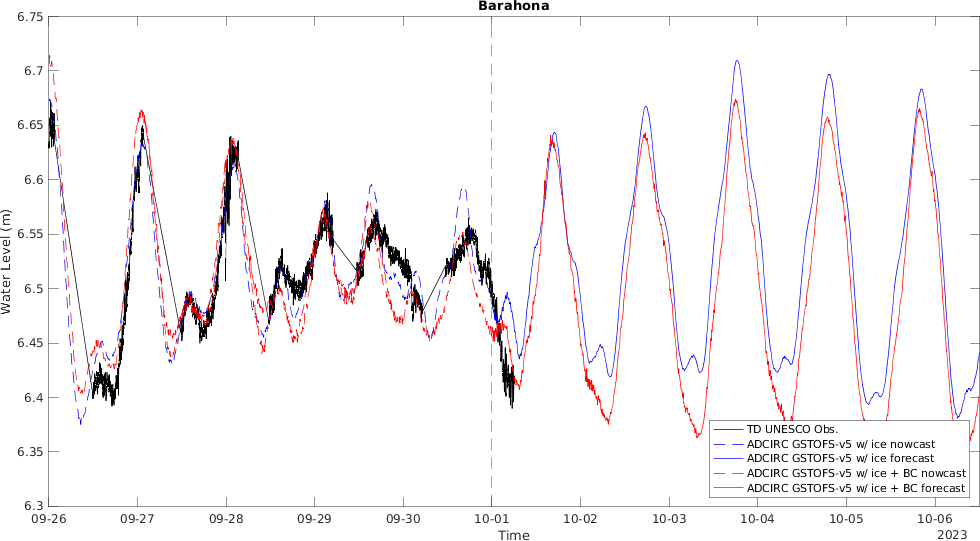 Barahona
6.75
6.7
6.65
6.6
6.55
6.5
6.45
6.4
6.35
6.3
Water Level (m)
TD UNESCO Obs.
ADCIRC GSTOFS-v5 w/ ice nowcast
ADCIRC GSTOFS-v5 w/ ice forecast
ADCIRC GSTOFS-v5 w/ ice + BC nowcast
ADCIRC GSTOFS-v5 w/ ice + BC forecast
09-26 09-27 09-28 09-29 09-30 10-01 10-02 10-03 10-04 10-05 10-06
Time 2023